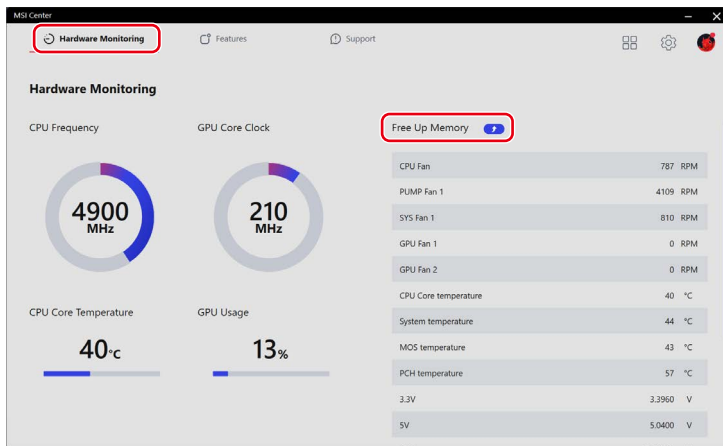 MSI Center
Hardware Monitoring
Features
Support
Hardware Monitoring
CPU Frequency
GPU Core Clock
4900
MHz
210
MHz
CPU Core Temperature
GPU Usage
40°C
13%
Free Up Memory
CPU Fan 787 RPM
PUMP Fan 1 4109 RPM
SYS Fan 1 810 RPM
GPU Fan 1 0 RPM
GPU Fan 2 0 RPM
CPU Core temperature 40 °C
System temperature 44 °C
MOS temperature 43 °C
PCH temperature 57 °C
3.3V 3.3960 V
5V 5.0400 V